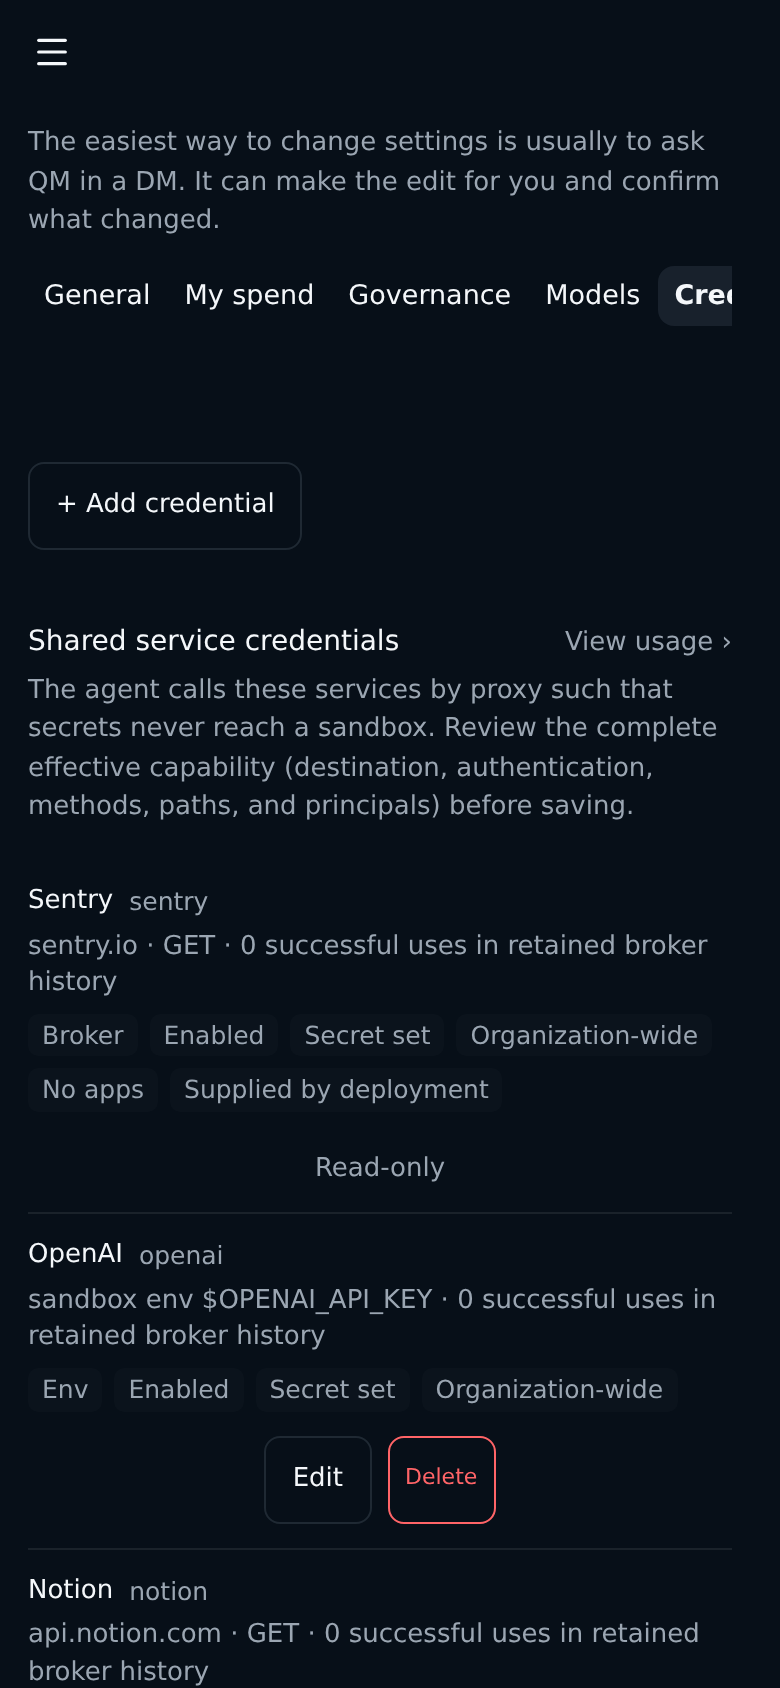 The easiest way to change settings is usually to ask
QM in a DM. It can make the edit for you and confirm
what changed.
General My spend Governance Models Cre
+ Add credential
Shared service credentials View usage ›
The agent calls these services by proxy such that
secrets never reach a sandbox. Review the complete
effective capability (destination, authentication,
methods, paths, and principals) before saving.
Sentry sentry
sentry.io · GET · 0 successful uses in retained broker
history
Broker Enabled Secret set Organization-wide
No apps Supplied by deployment
Read-only
OpenAI openai
sandbox env $OPENAI_API_KEY · 0 successful uses in
retained broker history
Env Enabled Secret set Organization-wide
Edit Delete
Notion notion
api.notion.com · GET · 0 successful uses in retained
broker history